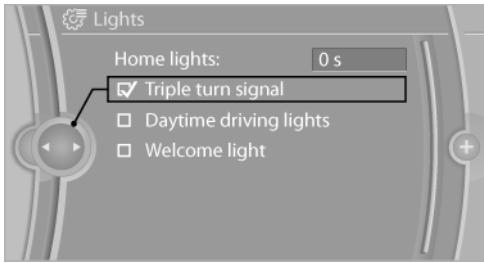 Lights
Home lights: 0 s
Triple turn signal
Daytime driving lights
Welcome light